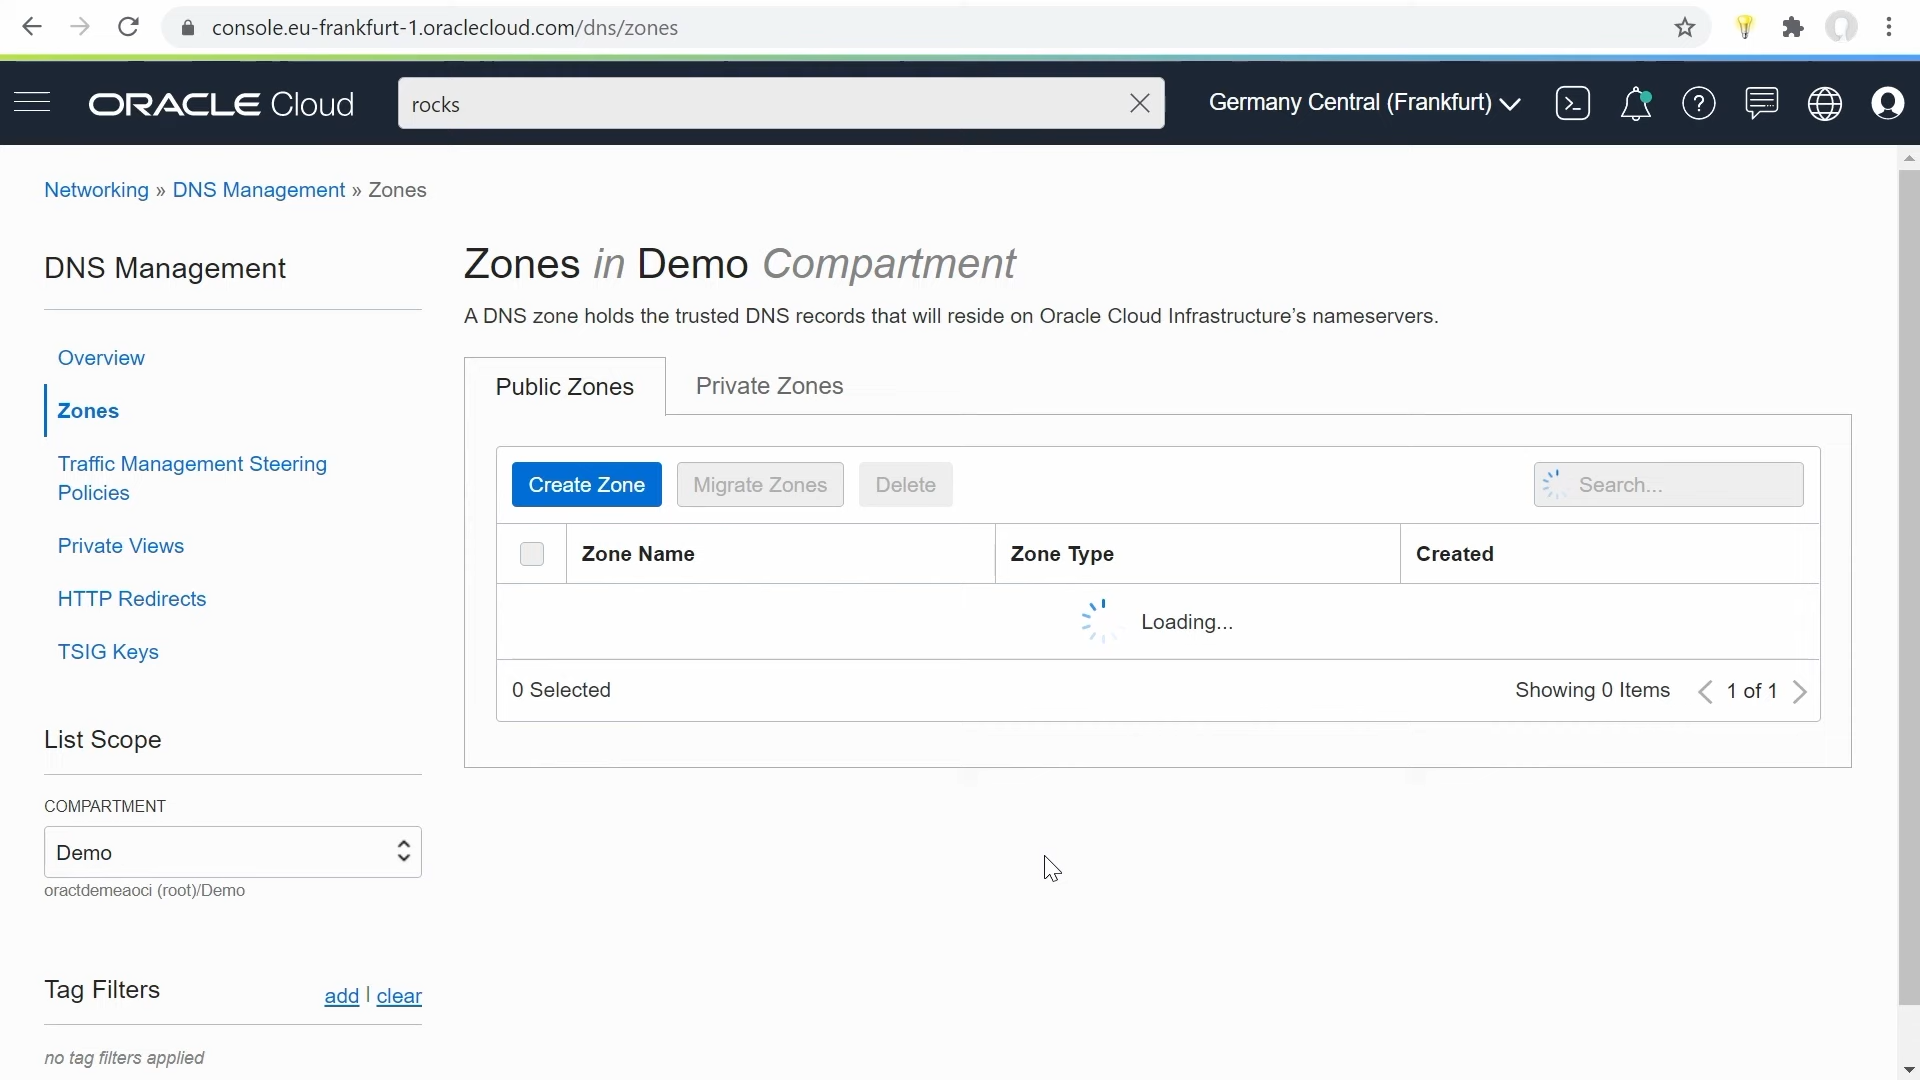 console.eu-frankfurt-1.oraclecloud.com/dns/zones
ORACLE Cloud
rocks
Germany Central (Frankfurt)
Networking » DNS Management » Zones
DNS Management
Overview
Zones
Traffic Management Steering
Policies
Private Views
HTTP Redirects
TSIG Keys
List Scope
COMPARTMENT
Demo
oractdemeaoci (root)/Demo
Tag Filters
add | clear
no tag filters applied
Zones in Demo Compartment
A DNS zone holds the trusted DNS records that will reside on Oracle Cloud Infrastructure’s nameservers.
Public Zones Private Zones
Create Zone Migrate Zones Delete Search...
Zone Name Zone Type Created
Loading...
0 Selected Showing 0 Items 1 of 1